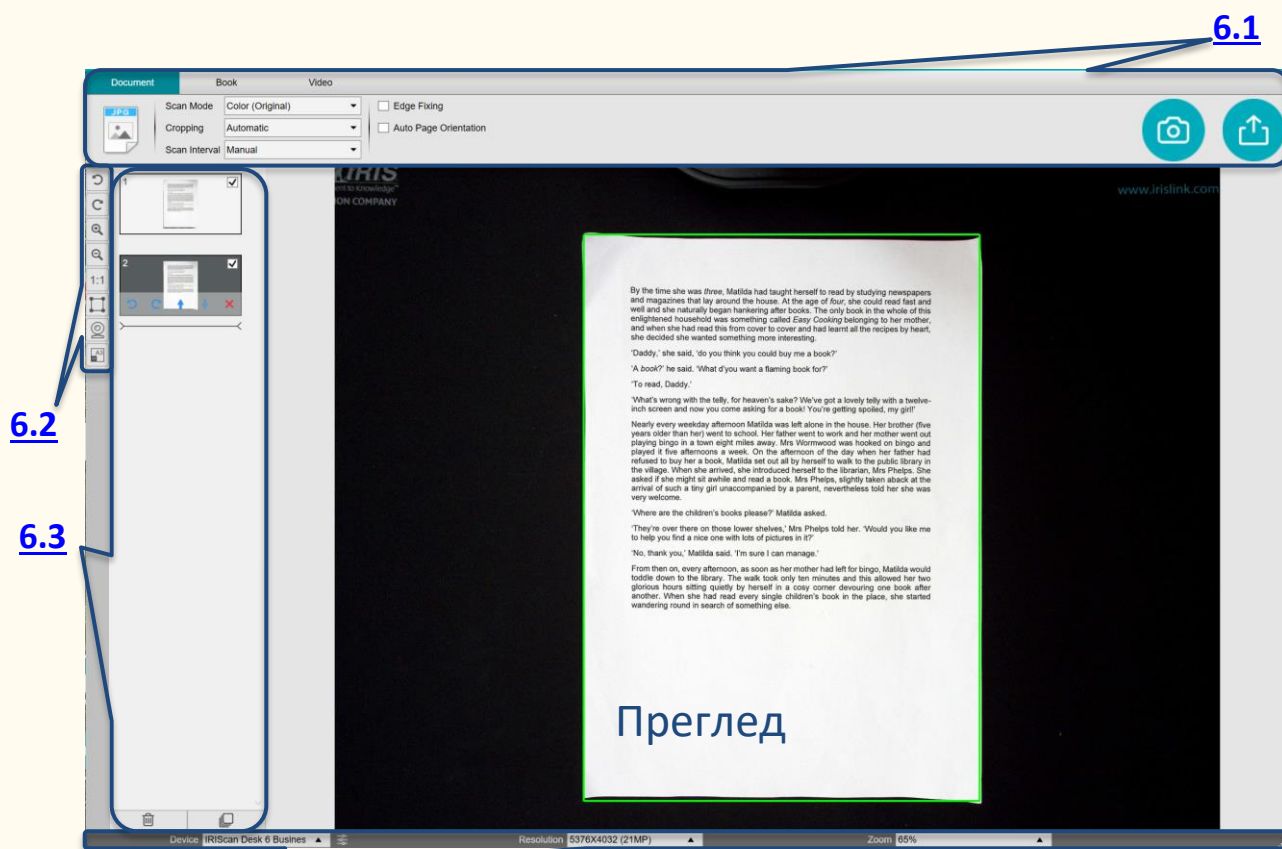 6.1
Document Book Video
JPG
Scan Mode Color (Original)
Cropping Automatic
Scan Interval Manual
Edge Fixing
Auto Page Orientation
1
2
1:1
A3
6.2
6.3
IRIS
ent to Knowledge™
ON COMPANY
www.irislink.com
By the time she was three, Matilda had taught herself to read by studying newspapers
and magazines that lay around the house. At the age of four, she could read fast and
well and she naturally began hankering after books. The only book in the whole of this
enlightened household was something called Easy Cooking belonging to her mother,
and when she had read this from cover to cover and had learnt all the recipes by heart,
she decided she wanted something more interesting.
'Daddy,' she said, 'do you think you could buy me a book?'
'A book?' he said. 'What d'you want a flaming book for?'
'To read, Daddy.'
'What's wrong with the telly, for heaven's sake? We've got a lovely telly with a twelve-
inch screen and now you come asking for a book! You're getting spoiled, my girl!'
Nearly every weekday afternoon Matilda was left alone in the house. Her brother (five
years older than her) went to school. Her father went to work and her mother went out
playing bingo in a town eight miles away. Mrs Wormwood was hooked on bingo and
played it five afternoons a week. On the afternoon of the day when her father had
refused to buy her a book, Matilda set out all by herself to walk to the public library in
the village. When she arrived, she introduced herself to the librarian, Mrs Phelps. She
asked if she might sit awhile and read a book. Mrs Phelps, slightly taken aback at the
arrival of such a tiny girl unaccompanied by a parent, nevertheless told her she was
very welcome.
'Where are the children's books please?' Matilda asked.
'They're over there on those lower shelves,' Mrs Phelps told her. 'Would you like me
to help you find a nice one with lots of pictures in it?'
'No, thank you,' Matilda said. 'I'm sure I can manage.'
From then on, every afternoon, as soon as her mother had left for bingo, Matilda would
toddle down to the library. The walk took only ten minutes and this allowed her two
glorious hours sitting quietly by herself in a cosy corner devouring one book after
another. When she had read every single children's book in the place, she started
wandering round in search of something else.
Преглед
Device IRIScan Desk 6 Busines Resolution 5376X4032 (21MP) Zoom 65%